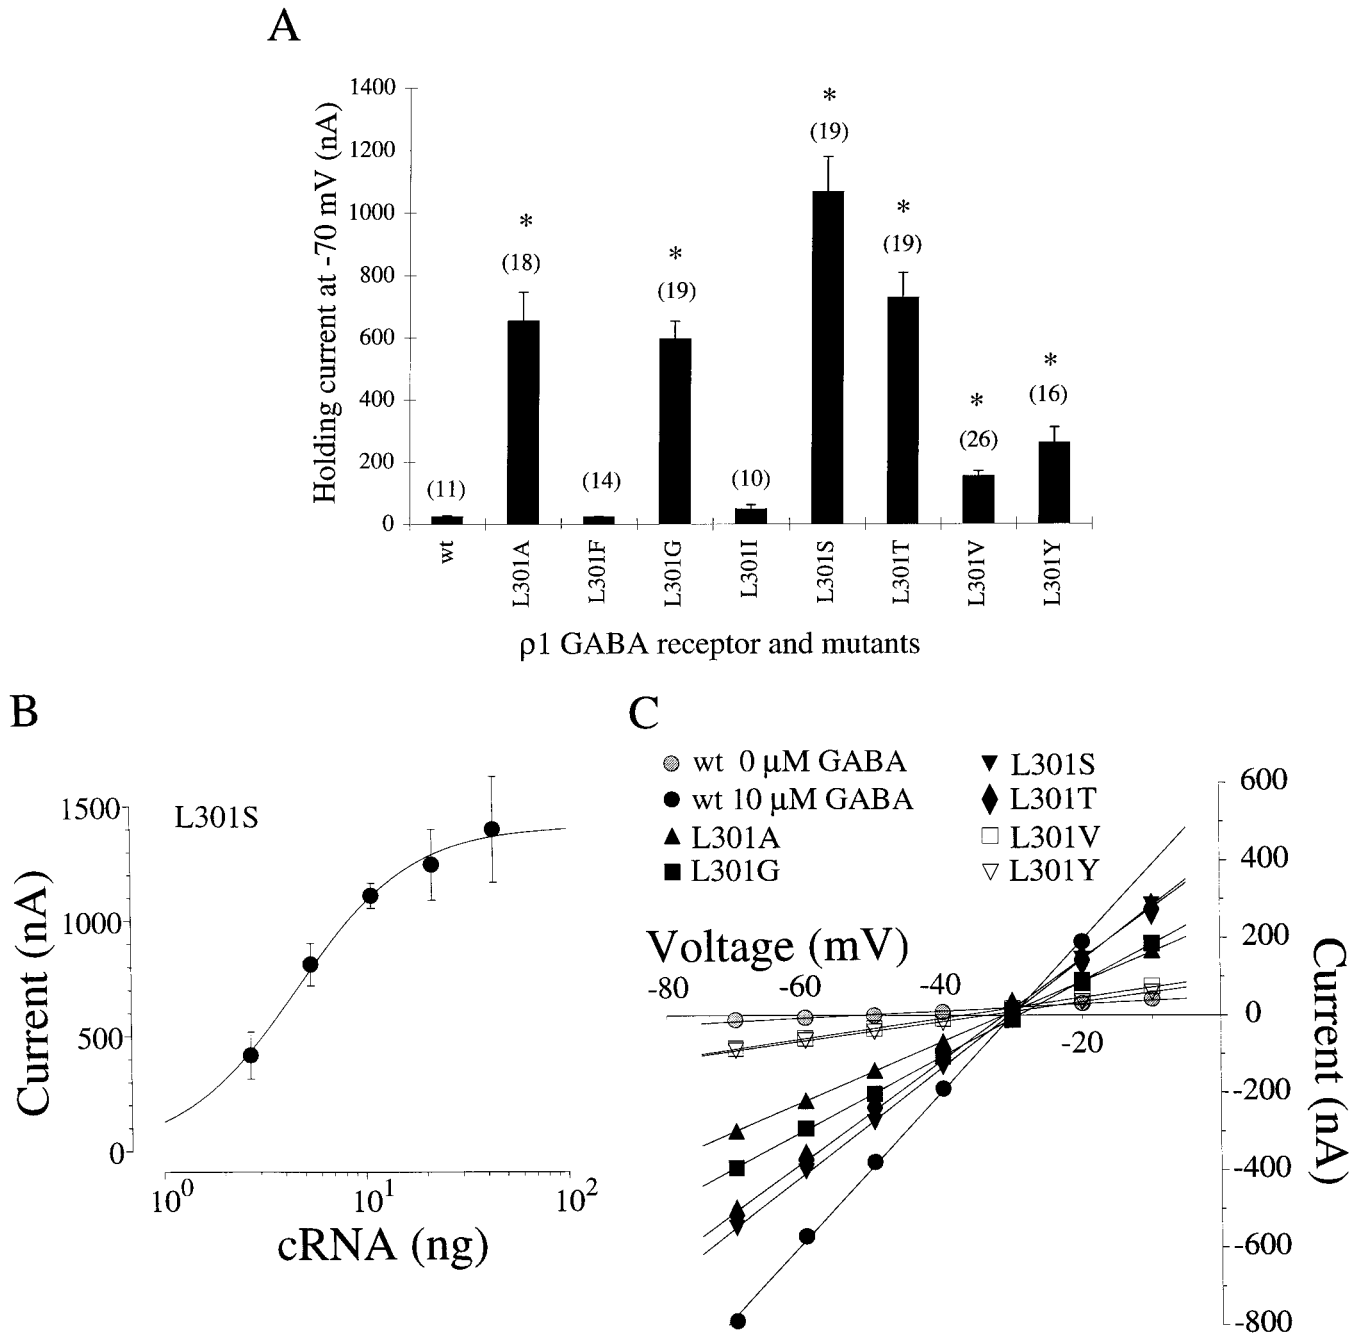 A
Holding current at -70 mV (nA)
1400
1200
1000
800
600
400
200
0
(11)
*
(18)
(14)
*
(19)
(10)
*
(19)
*
(19)
*
(26)
*
(16)
wt
L301A
L301F
L301G
L301I
L301S
L301T
L301V
L301Y
ρ1 GABA receptor and mutants
B
L301S
Current (nA)
1500
1000
500
0
10⁰
10¹
10²
cRNA (ng)
C
wt 0 μM GABA
wt 10 μM GABA
L301A
L301G
L301S
L301T
L301V
L301Y
Voltage (mV)
-80
-60
-40
-20
600
400
200
0
-200
-400
-600
-800
Current (nA)